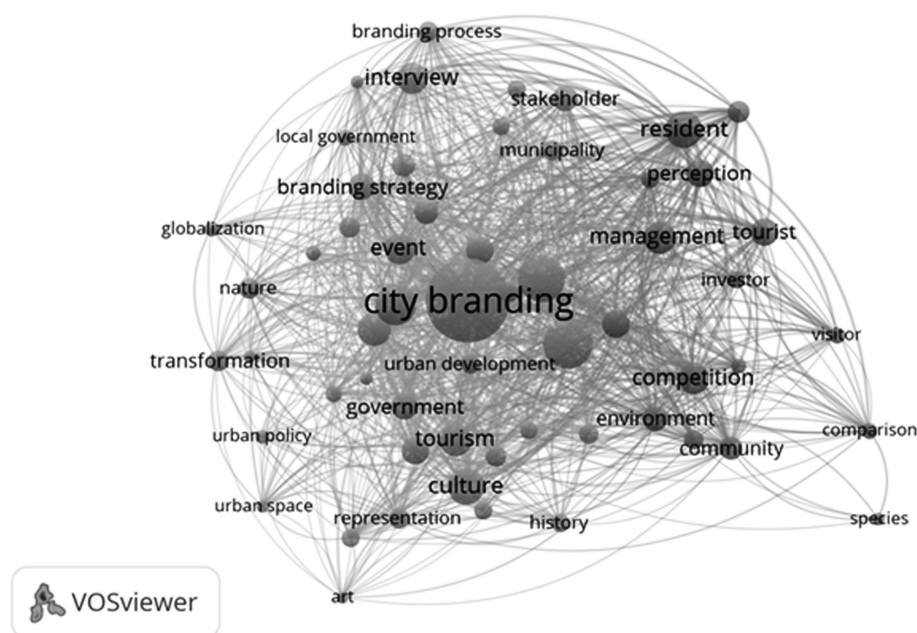 branding process
interview
stakeholder
resident
local government
municipality
perception
branding strategy
globalization
event
management
tourist
nature
investor
city branding
visitor
transformation
urban development
competition
government
environment
comparison
urban policy
tourism
community
culture
urban space
representation
history
species
art
VOSviewer